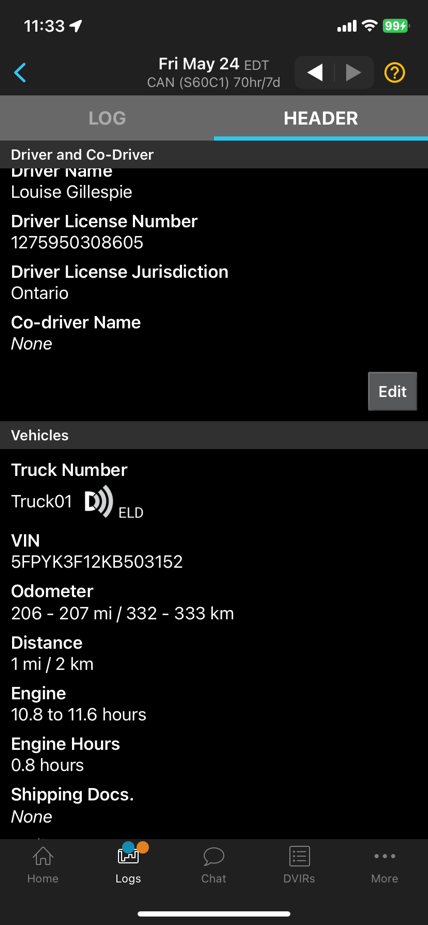 11:33
99
Fri May 24 EDT
CAN (S60C1) 70hr/7d
LOG
HEADER
Driver and Co-Driver
Driver Name
Louise Gillespie
Driver License Number
1275950308605
Driver License Jurisdiction
Ontario
Co-driver Name
None
Edit
Vehicles
Truck Number
Truck01 D ELD
VIN
5FPYK3F12KB503152
Odometer
206 - 207 mi / 332 - 333 km
Distance
1 mi / 2 km
Engine
10.8 to 11.6 hours
Engine Hours
0.8 hours
Shipping Docs.
None
Home
Logs
Chat
DVIRs
More